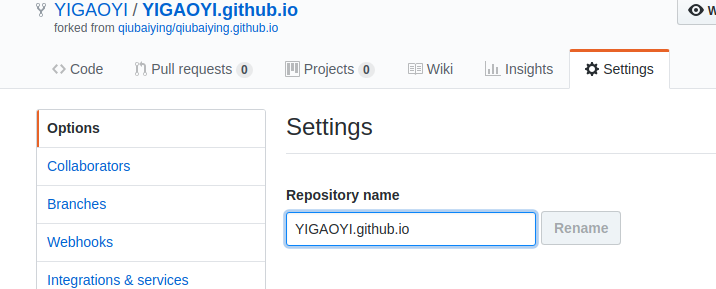 YIGAOYI / YIGAOYI.github.io
W
forked from qiubaiying/qiubaiying.github.io
Code Pull requests 0 Projects 0 Wiki Insights Settings
Options
Settings
Collaborators
Repository name
Branches
YIGAOYI.github.io Rename
Webhooks
Integrations & services